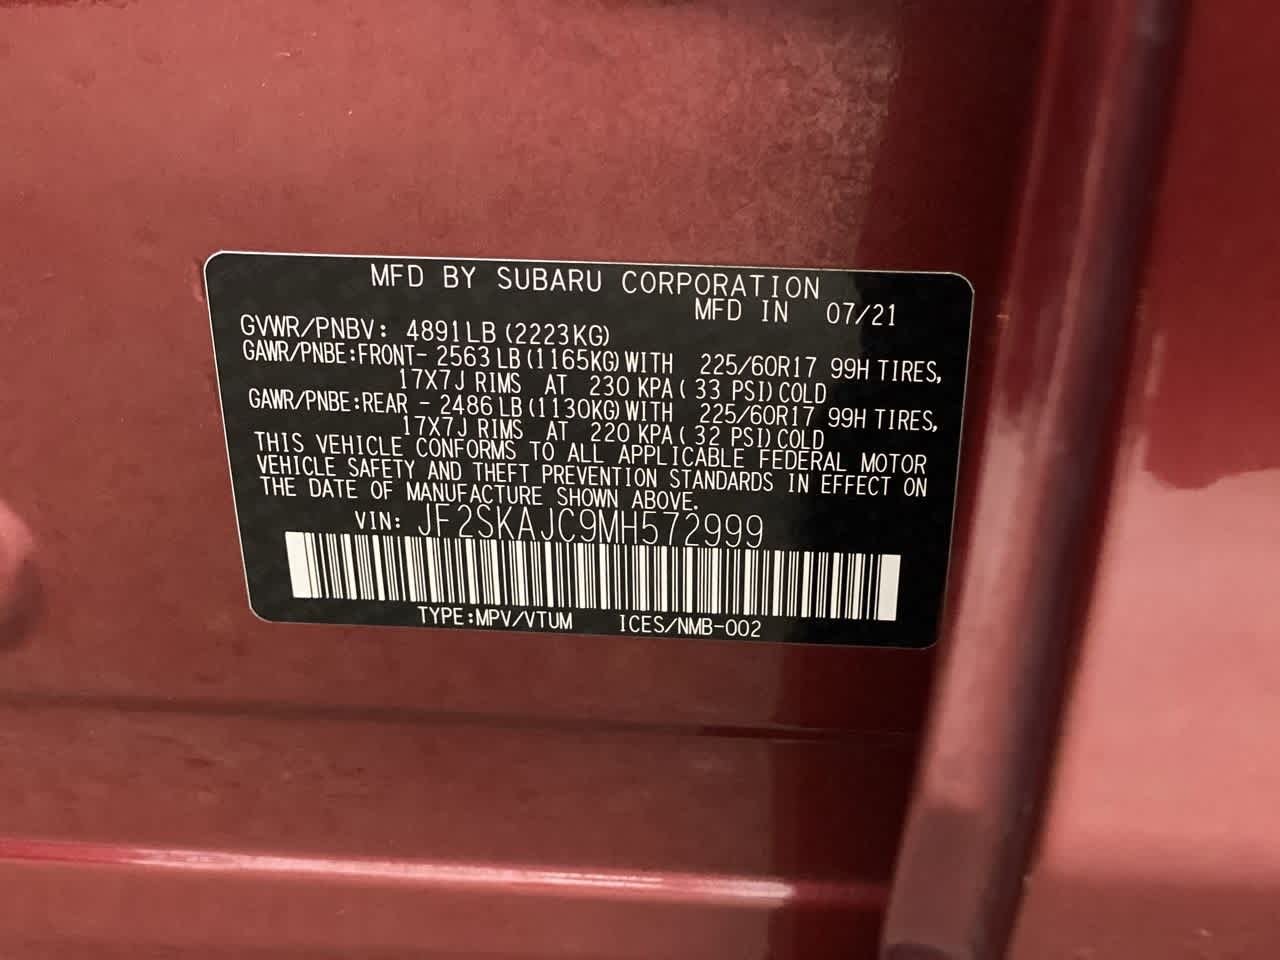 MFD BY SUBARU CORPORATION
MFD IN 07/21
GVWR/PNBV: 4891LB (2223KG)
GAWR/PNBE:FRONT- 2563 LB (1165KG) WITH 225/60R17 99H TIRES,
17X7J RIMS AT 230 KPA ( 33 PSI) COLD
GAWR/PNBE:REAR - 2486 LB (1130KG) WITH 225/60R17 99H TIRES,
17X7J RIMS AT 220 KPA ( 32 PSI) COLD
THIS VEHICLE CONFORMS TO ALL APPLICABLE FEDERAL MOTOR
VEHICLE SAFETY AND THEFT PREVENTION STANDARDS IN EFFECT ON
THE DATE OF MANUFACTURE SHOWN ABOVE.
VIN: JF2SKAJC9MH572999
TYPE:MPV/VTUM ICES/NMB-002